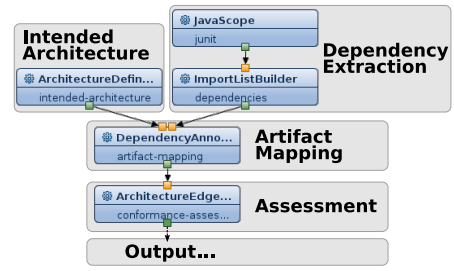 Intended
Architecture
ArchitectureDefin...
intended-architecture
JavaScope
junit
Dependency
Extraction
ImportListBuilder
dependencies
DependencyAnno...
artifact-mapping
Artifact
Mapping
ArchitectureEdge...
conformance-asses...
Assessment
Output...